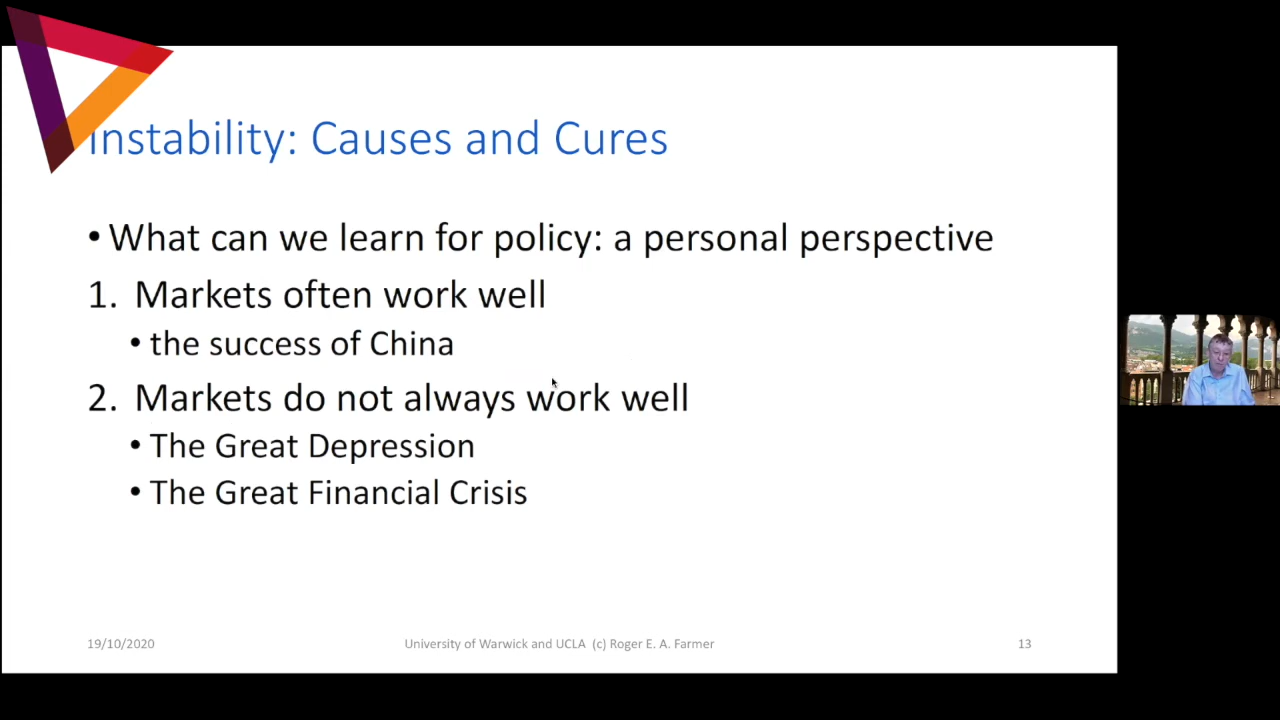 Instability: Causes and Cures
• What can we learn for policy: a personal perspective
1. Markets often work well
• the success of China
2. Markets do not always work well
• The Great Depression
• The Great Financial Crisis
19/10/2020
University of Warwick and UCLA (c) Roger E. A. Farmer
13